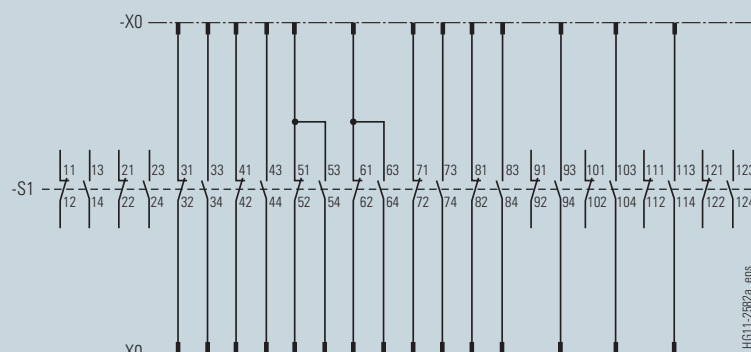 -X0
11 13 21 23 31 33 41 43 51 53 61 63 71 73 81 83 91 93 101 103 111 113 121 123
-S1
12 14 22 24 32 34 42 44 52 54 62 64 72 74 82 84 92 94 102 104 112 114 122 124
HG11-2582a.eps